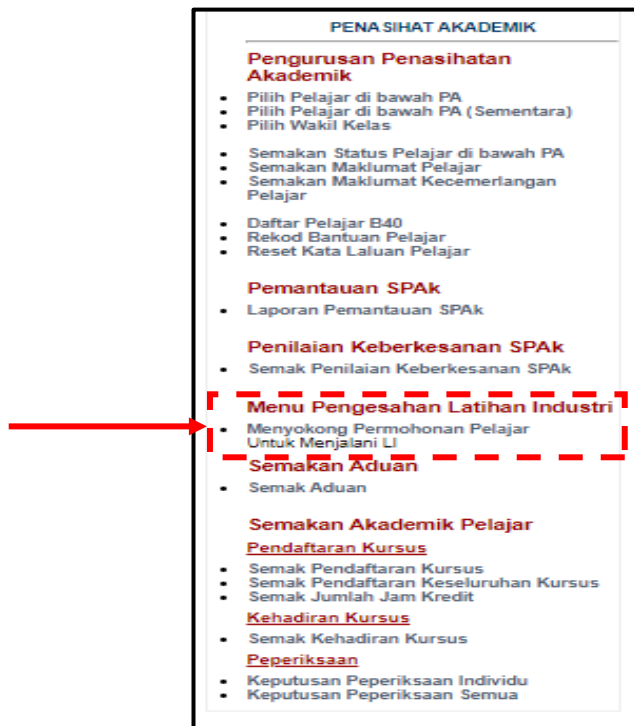 PENASIHAT AKADEMIK
Pengurusan Penasihatan
Akademik
• Pilih Pelajar di bawah PA
• Pilih Pelajar di bawah PA (Sementara)
• Pilih Wakil Kelas
• Semakan Status Pelajar di bawah PA
• Semakan Maklumat Pelajar
• Semakan Maklumat Kecemerlangan
Pelajar
• Daftar Pelajar B40
• Rekod Bantuan Pelajar
• Reset Kata Laluan Pelajar
Pemantauan SPAk
• Laporan Pemantauan SPAk
Penilaian Keberkesanan SPAk
• Semak Penilaian Keberkesanan SPAk
Menu Pengesahan Latihan Industri
• Menyokong Permohonan Pelajar
Untuk Menjalani LI
Semakan Aduan
• Semak Aduan
Semakan Akademik Pelajar
Pendaftaran Kursus
• Semak Pendaftaran Kursus
• Semak Pendaftaran Keseluruhan Kursus
• Semak Jumlah Jam Kredit
Kehadiran Kursus
• Semak Kehadiran Kursus
Peperiksaan
• Keputusan Peperiksaan Individu
• Keputusan Peperiksaan Semua